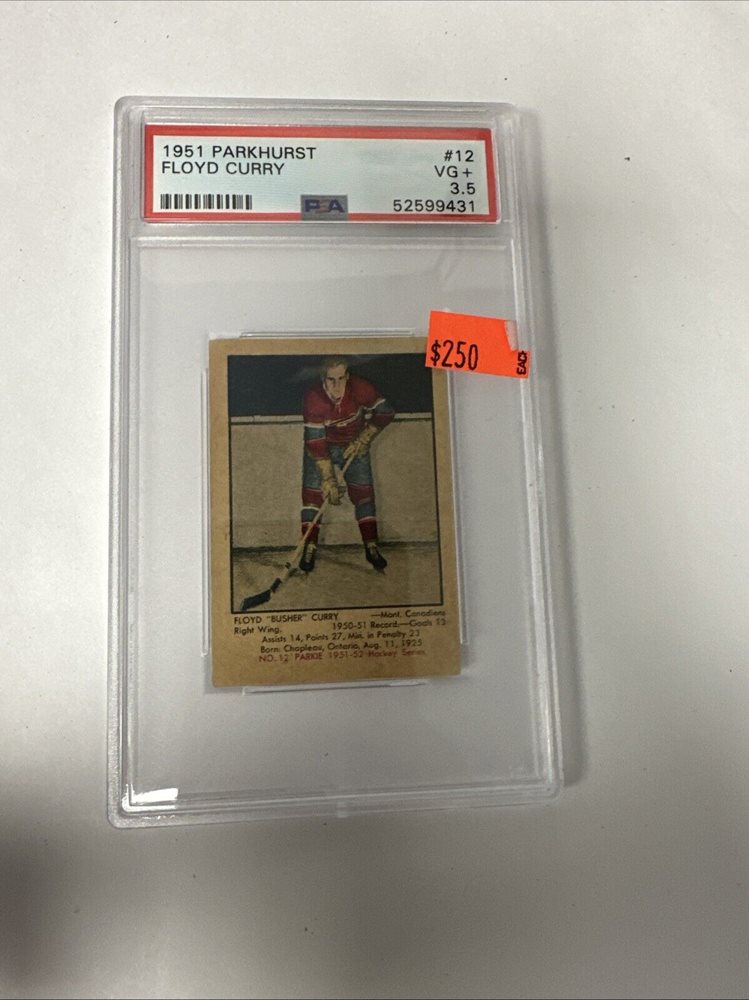 1951 PARKHURST #12
FLOYD CURRY VG+
3.5
PSA 52599431
$250
EACH
FLOYD "BUSHER" CURRY —Mont. Canadiens
Right Wing. 1950-51 Record—Goals 13
Assists 14, Points 27, Min. in Penalty 23
Born: Chapleau, Ontario, Aug. 11, 1925
NO. 12 PARKIE 1951-52 Hockey Series